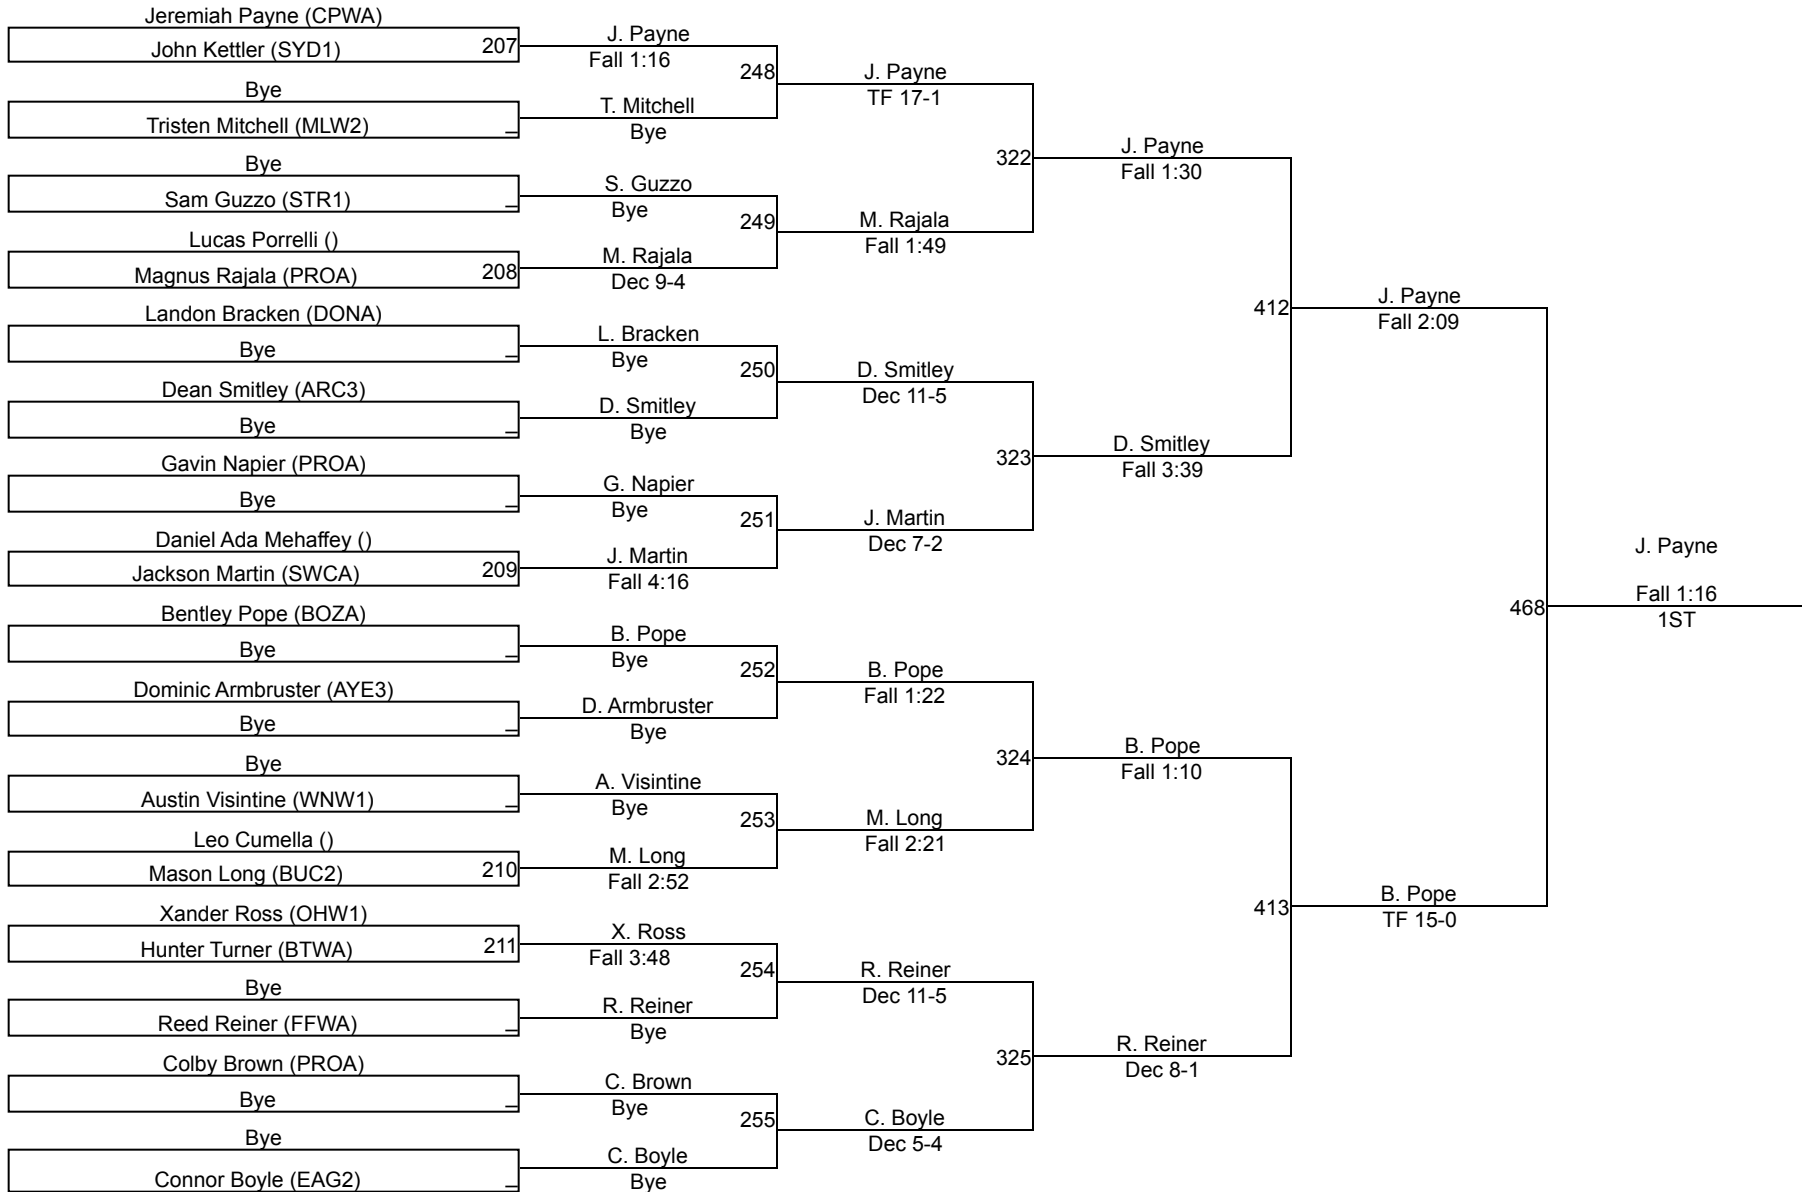 Jeremiah Payne (CPWA)
John Kettler (SYD1) 207
Bye
Tristen Mitchell (MLW2) _
Bye
Sam Guzzo (STR1) _
Lucas Porrelli ()
Magnus Rajala (PROA) 208
Landon Bracken (DONA)
Bye _
Dean Smitley (ARC3)
Bye _
Gavin Napier (PROA)
Bye _
Daniel Ada Mehaffey ()
Jackson Martin (SWCA) 209
Bentley Pope (BOZA)
Bye _
Dominic Armbruster (AYE3)
Bye _
Bye
Austin Visintine (WNW1) _
Leo Cumella ()
Mason Long (BUC2) 210
Xander Ross (OHW1)
Hunter Turner (BTWA) 211
Bye
Reed Reiner (FFWA) _
Colby Brown (PROA)
Bye _
Bye
Connor Boyle (EAG2) _
J. Payne
Fall 1:16
248
T. Mitchell
Bye
S. Guzzo
Bye
249
M. Rajala
Dec 9-4
L. Bracken
Bye
250
D. Smitley
Bye
G. Napier
Bye
251
J. Martin
Fall 4:16
B. Pope
Bye
252
D. Armbruster
Bye
A. Visintine
Bye
253
M. Long
Fall 2:52
X. Ross
Fall 3:48
254
R. Reiner
Bye
C. Brown
Bye
255
C. Boyle
Bye
J. Payne
TF 17-1
322
M. Rajala
Fall 1:49
D. Smitley
Dec 11-5
323
J. Martin
Dec 7-2
B. Pope
Fall 1:22
324
M. Long
Fall 2:21
R. Reiner
Dec 11-5
325
C. Boyle
Dec 5-4
J. Payne
Fall 1:30
412
D. Smitley
Fall 3:39
B. Pope
Fall 1:10
413
R. Reiner
Dec 8-1
J. Payne
Fall 2:09
468
B. Pope
TF 15-0
J. Payne
Fall 1:16
1ST